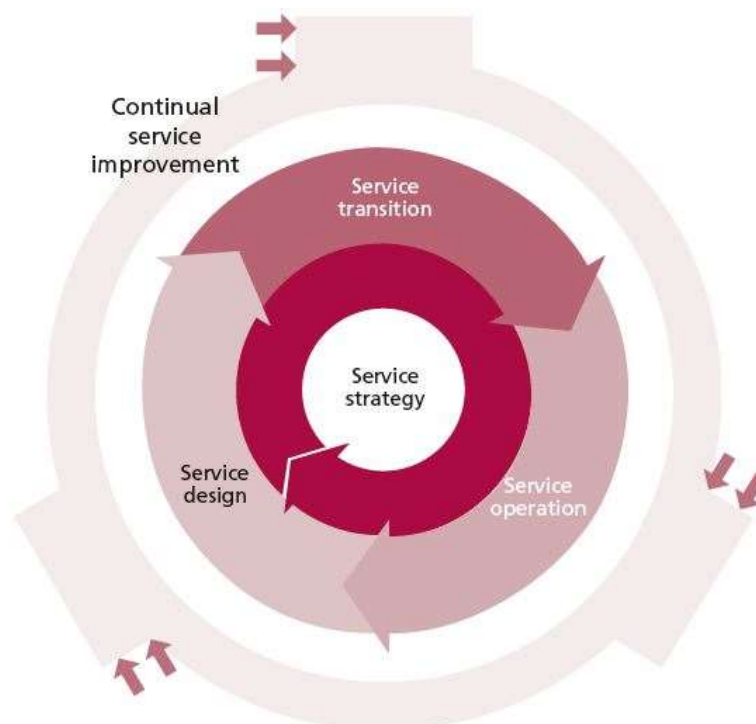 Continual
service
improvement
Service
transition
Service
strategy
Service
design
Service
operation